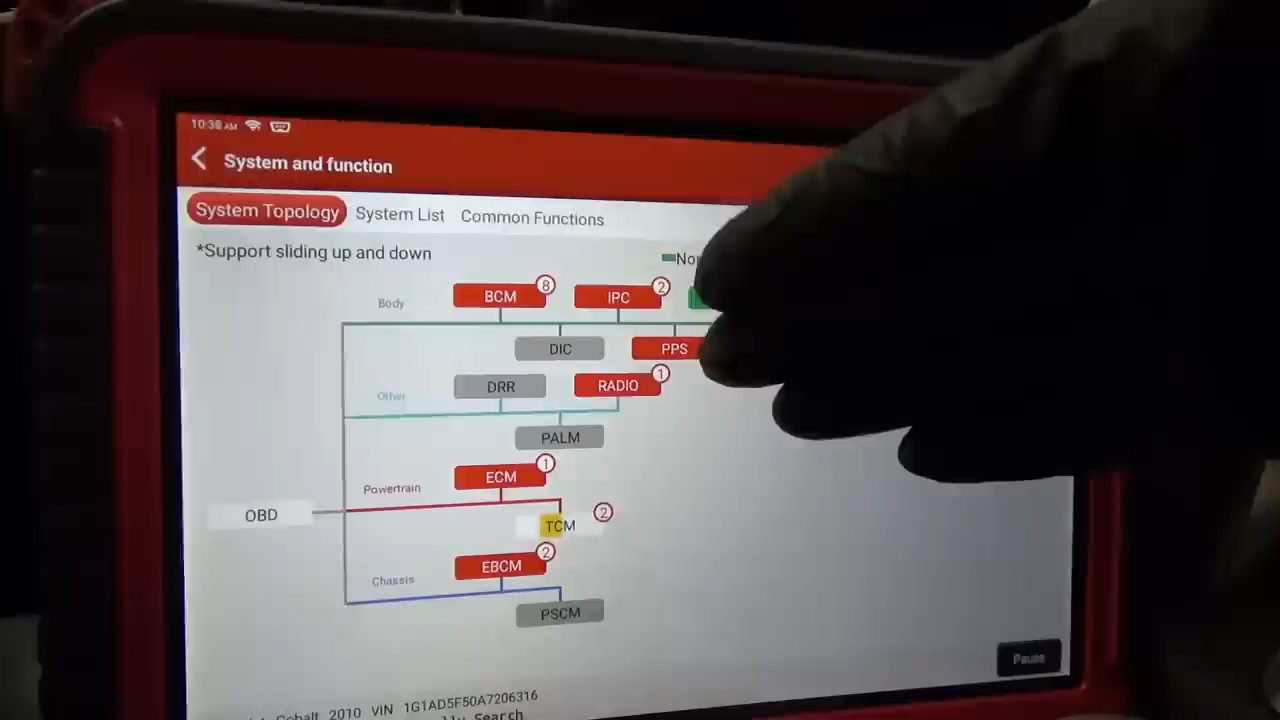 10:38 AM
System and function
System Topology System List Common Functions
*Support sliding up and down
Body BCM 8 IPC 2
DIC PPS
Other DRR RADIO 1
PALM
Powertrain ECM 1
OBD TCM 2
Chassis EBCM 2
PSCM
Cobalt 2010 VIN 1G1AD5F50A7206316
Search
Pause